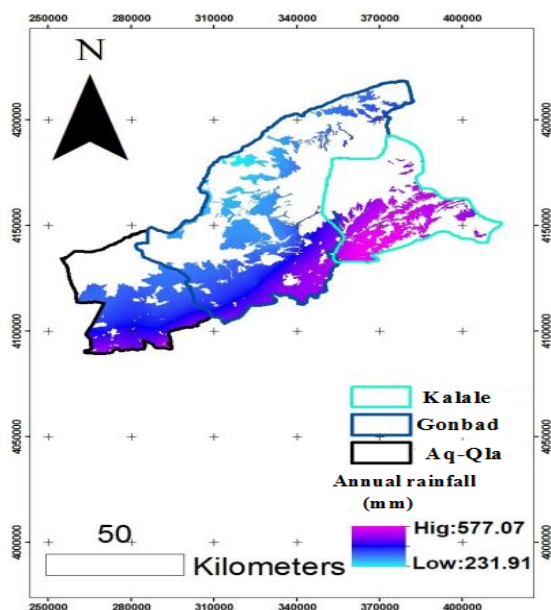 250000 280000 310000 340000 370000 400000
N
4200000
4200000
4150000
4150000
4100000
4100000
4050000
4050000
4000000
4000000
Kalale
Gonbad
Aq-Qla
Annual rainfall
(mm)
Hig:577.07
Low:231.91
50
Kilometers
250000 280000 310000 340000 370000 400000